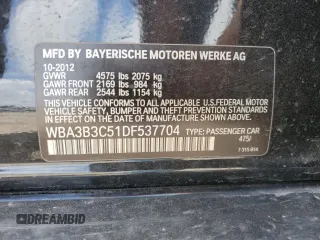 MFD BY BAYERISCHE MOTOREN WERKE AG
10-2012
GVWR 4575 lbs 2075 kg
GAWR FRONT 2169 lbs 984 kg
GAWR REAR 2544 lbs 1154 kg
THIS VEHICLE CONFORMS TO ALL APPLICABLE FEDERAL MOTOR VEHICLE SAFETY, BUMPER AND THEFT PREVENTION STANDARDS IN EFFECT ON THE DATE OF MANUFACTURE SHOWN ABOVE.
WBA3B3C51DF537704 TYPE: PASSENGER CAR
475/
DREAMBID